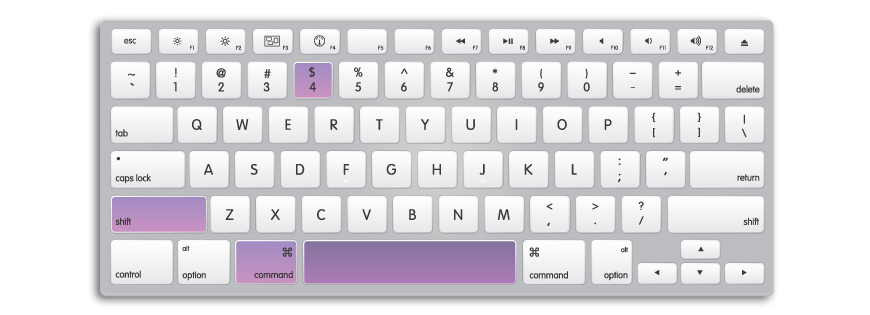 esc F1 F2 F3 F4 F5 F6 F7 F8 F9 F10 F11 F12
~ ! @ # $ % ^ & * ( ) – +
` 1 2 3 4 5 6 7 8 9 0 - = delete
tab Q W E R T Y U I O P { [ } ] | \
caps lock A S D F G H J K L : ; " ' return
shift Z X C V B N M < , > . ? / shift
alt ⌘ ⌘ alt
control option command command option